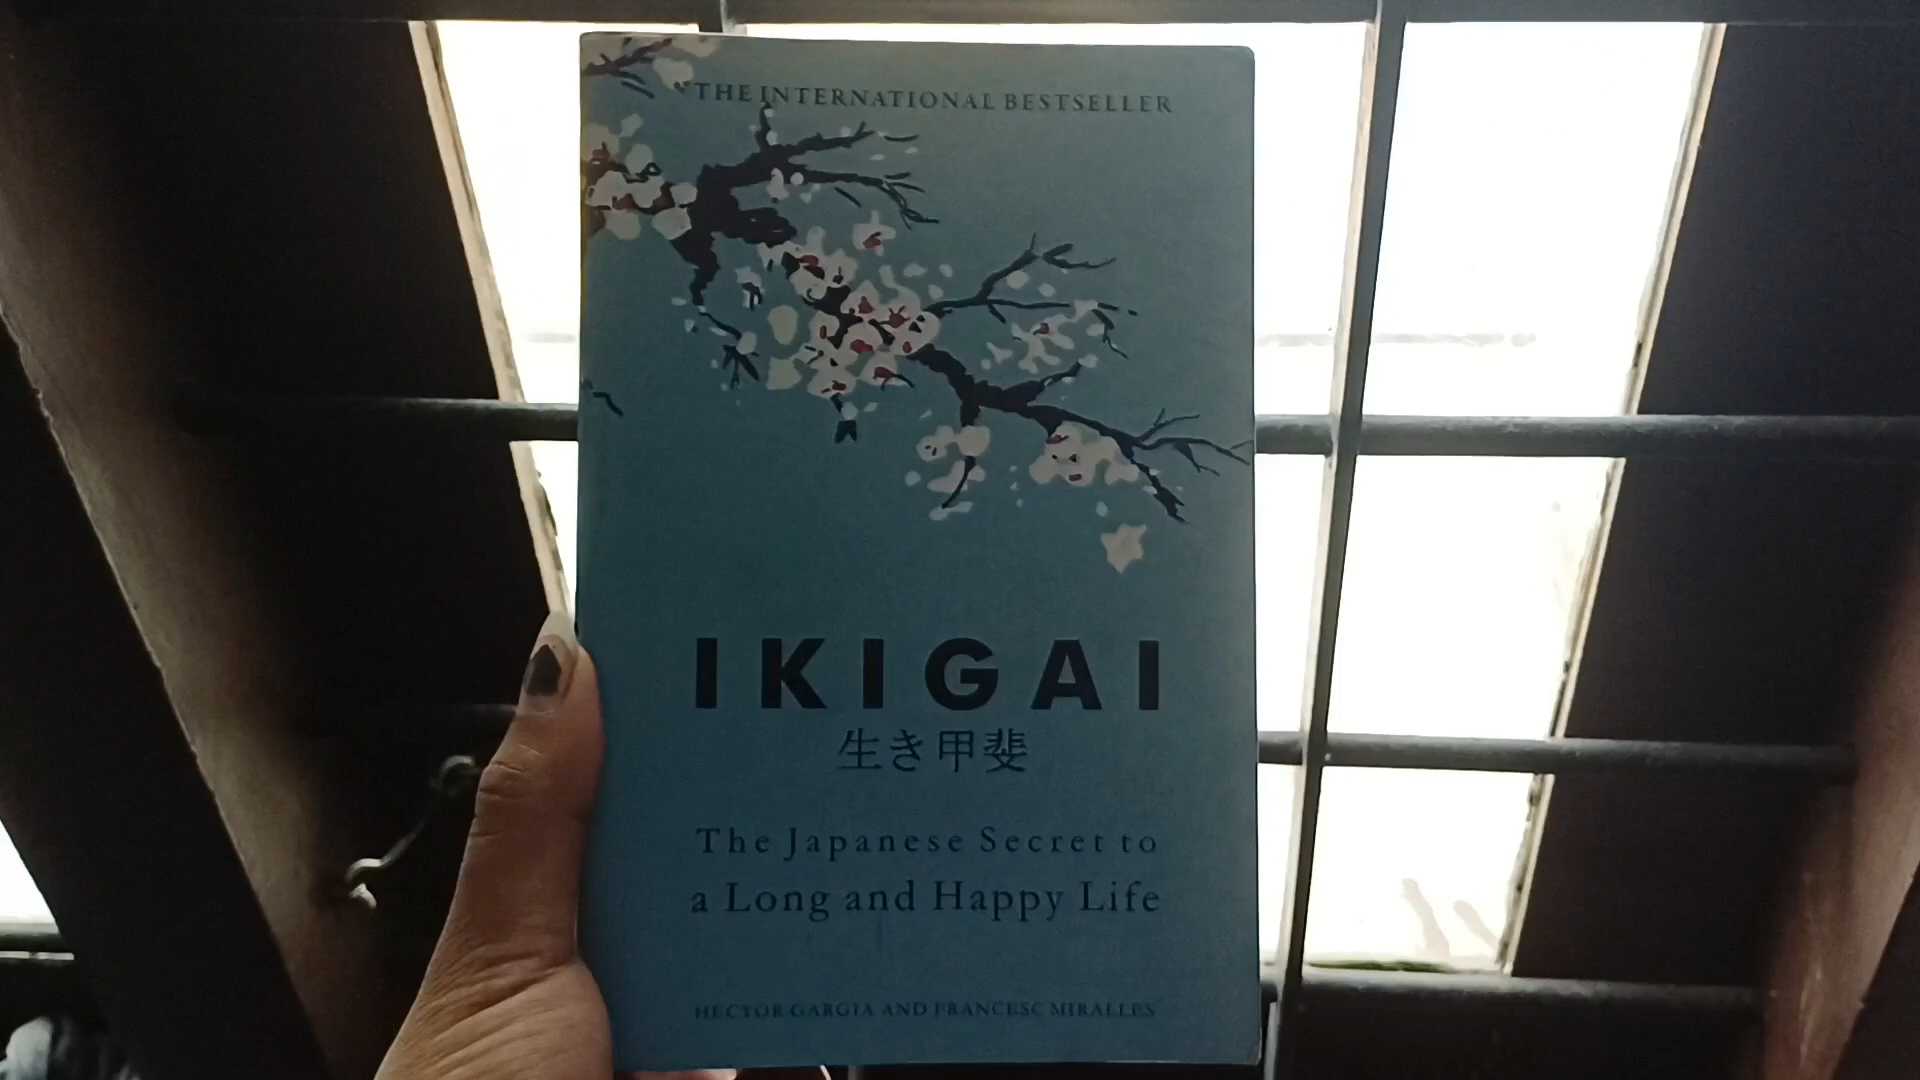 THE INTERNATIONAL BESTSELLER
IKIGAI
生き甲斐
The Japanese Secret to
a Long and Happy Life
HECTOR GARGIA AND FRANCESC MIRALLES